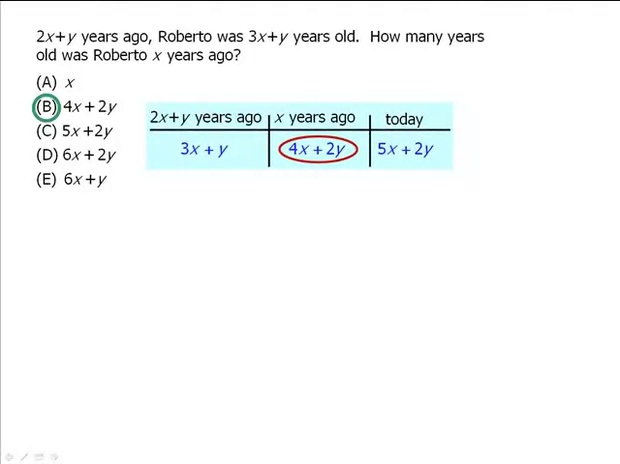 2x+y years ago, Roberto was 3x+y years old.  How many years
old was Roberto x years ago?
(A) x
(B) 4x + 2y
(C) 5x +2y
(D) 6x + 2y
(E) 6x +y
2x+y years ago | x years ago | today
3x + y | 4x + 2y | 5x + 2y